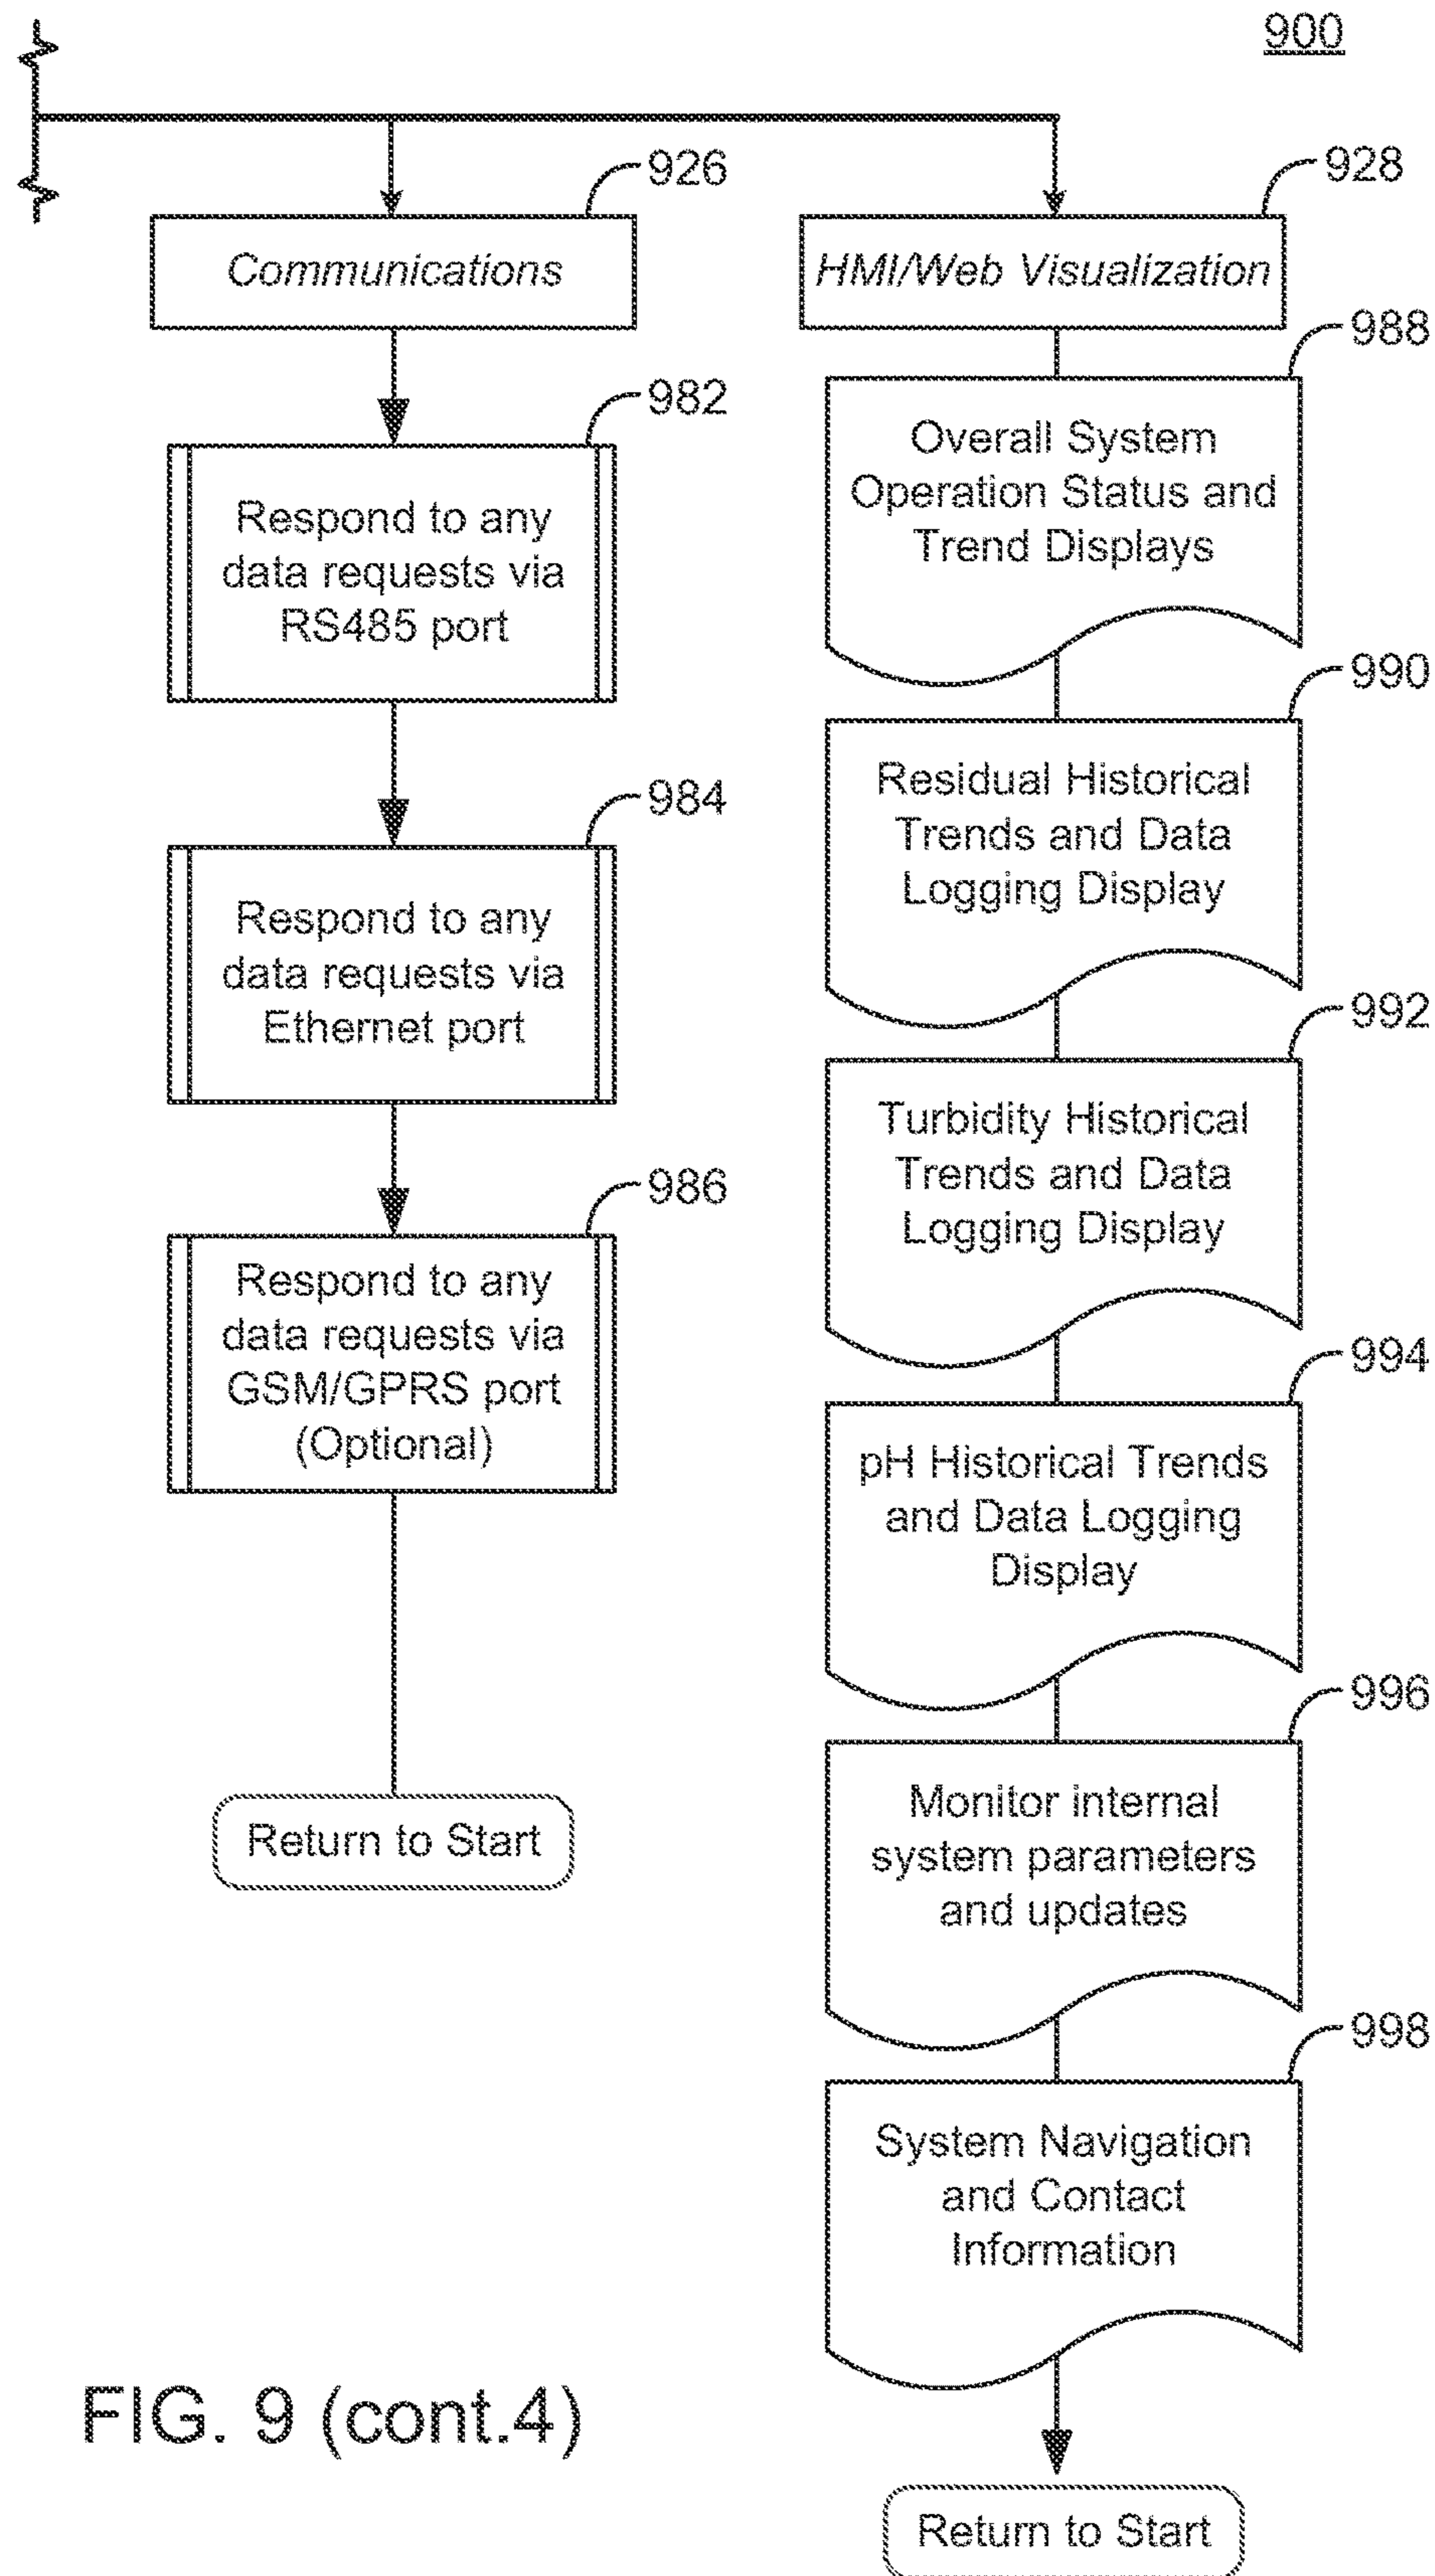 900
926
Communications
982
Respond to any
data requests via
RS485 port
984
Respond to any
data requests via
Ethernet port
986
Respond to any
data requests via
GSM/GPRS port
(Optional)
Return to Start
928
HMI/Web Visualization
988
Overall System
Operation Status and
Trend Displays
990
Residual Historical
Trends and Data
Logging Display
992
Turbidity Historical
Trends and Data
Logging Display
994
pH Historical Trends
and Data Logging
Display
996
Monitor internal
system parameters
and updates
998
System Navigation
and Contact
Information
Return to Start
FIG. 9 (cont.4)